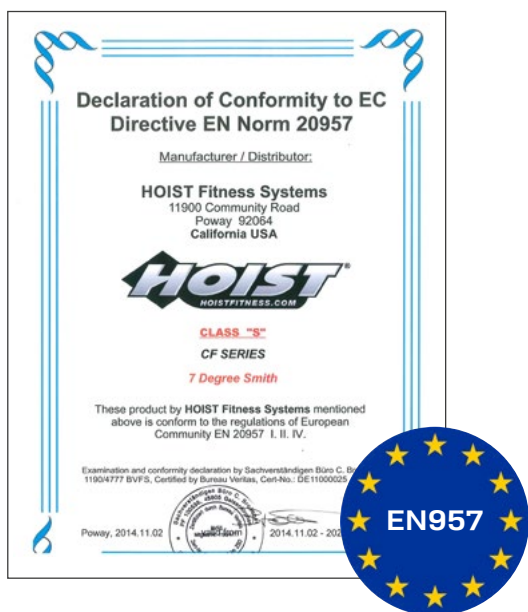 Declaration of Conformity to EC
Directive EN Norm 20957
Manufacturer / Distributor:
HOIST Fitness Systems
11900 Community Road
Poway 92064
California USA
HOIST®
HOISTFITNESS.COM
CLASS "S"
CF SERIES
7 Degree Smith
These product by HOIST Fitness Systems mentioned
above is conform to the regulations of European
Community EN 20957 I. II. IV.
Examination and conformity declaration by Sachverständigen Büro C.
1190/4777 BVFS, Certified by Bureau Veritas, Cert-No.: DE11000025
Poway, 2014.11.02
valid from
2014.11.02 -
EN957